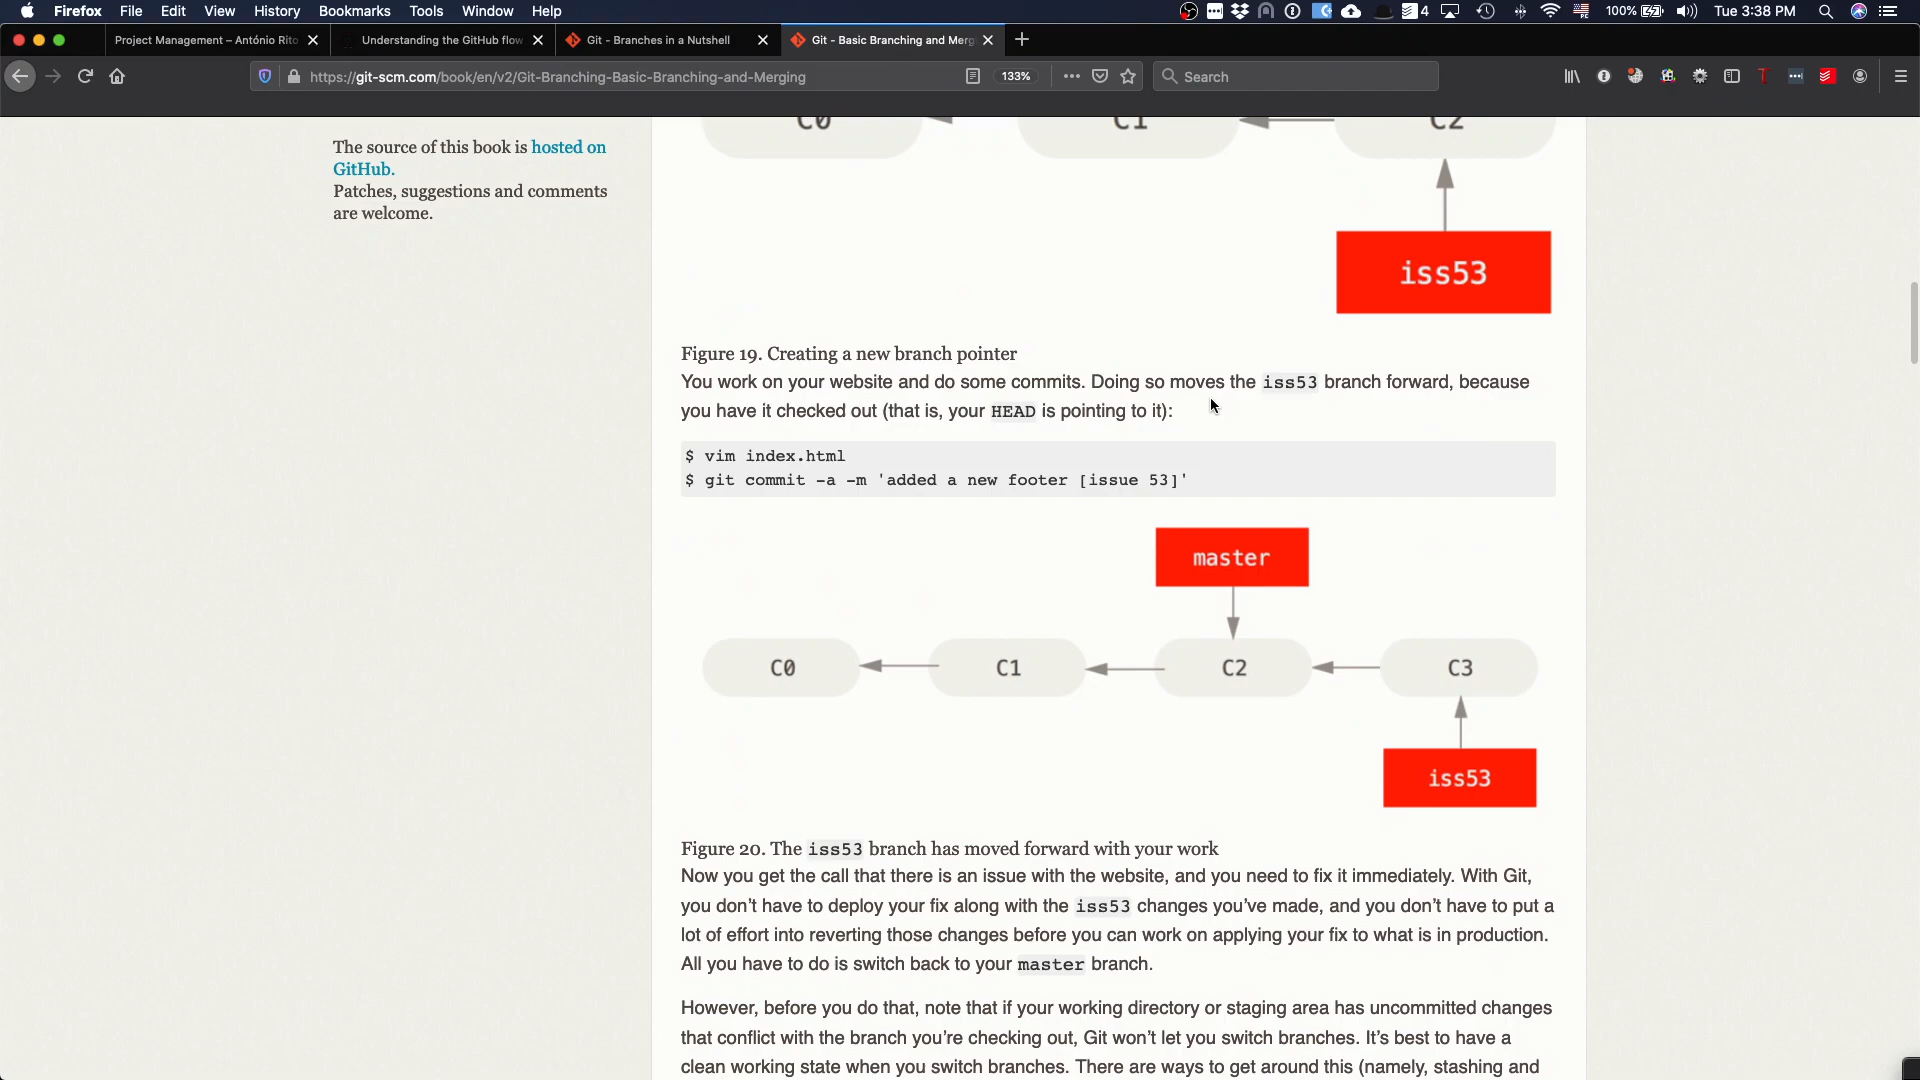 Firefox File Edit View History Bookmarks Tools Window Help
4 100% Tue 3:38 PM
Project Management – António Rito
Understanding the GitHub flow
Git - Branches in a Nutshell
Git - Basic Branching and Merg
https://git-scm.com/book/en/v2/Git-Branching-Basic-Branching-and-Merging
133%
Search
The source of this book is hosted on
GitHub.
Patches, suggestions and comments
are welcome.
C0 C1 C2
iss53
Figure 19. Creating a new branch pointer
You work on your website and do some commits. Doing so moves the iss53 branch forward, because
you have it checked out (that is, your HEAD is pointing to it):
$ vim index.html
$ git commit -a -m 'added a new footer [issue 53]'
master
C0 C1 C2 C3
iss53
Figure 20. The iss53 branch has moved forward with your work
Now you get the call that there is an issue with the website, and you need to fix it immediately. With Git,
you don’t have to deploy your fix along with the iss53 changes you’ve made, and you don’t have to put a
lot of effort into reverting those changes before you can work on applying your fix to what is in production.
All you have to do is switch back to your master branch.
However, before you do that, note that if your working directory or staging area has uncommitted changes
that conflict with the branch you’re checking out, Git won’t let you switch branches. It’s best to have a
clean working state when you switch branches. There are ways to get around this (namely, stashing and